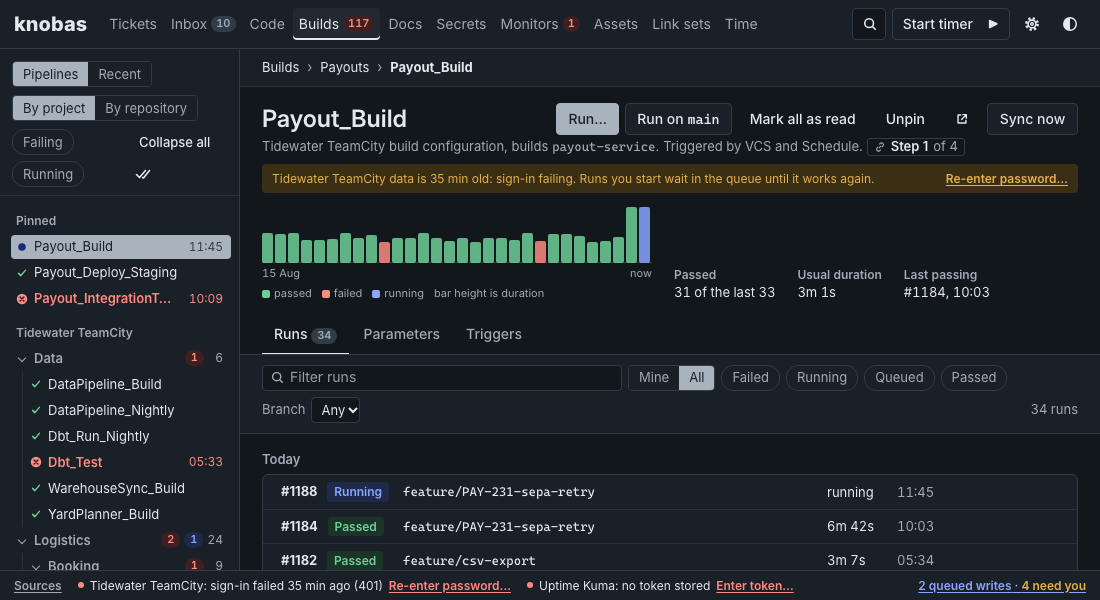 knobas Tickets Inbox 10 Code Builds 117 Docs Secrets Monitors 1 Assets Link sets Time Start timer
Pipelines Recent
By project By repository
Failing Collapse all
Running
Pinned
Payout_Build 11:45
Payout_Deploy_Staging
Payout_IntegrationT... 10:09
Tidewater TeamCity
Data 1 6
DataPipeline_Build
DataPipeline_Nightly
Dbt_Run_Nightly
Dbt_Test 05:33
WarehouseSync_Build
YardPlanner_Build
Logistics 2 1 24
Booking 1 9
Builds › Payouts › Payout_Build
Payout_Build Run... Run on main Mark all as read Unpin Sync now
Tidewater TeamCity build configuration, builds payout-service. Triggered by VCS and Schedule. Step 1 of 4
Tidewater TeamCity data is 35 min old: sign-in failing. Runs you start wait in the queue until it works again. Re-enter password...
15 Aug now
passed failed running bar height is duration
Passed Usual duration Last passing
31 of the last 33 3m 1s #1184, 10:03
Runs 34 Parameters Triggers
Filter runs Mine All Failed Running Queued Passed
Branch Any 34 runs
Today
#1188 Running feature/PAY-231-sepa-retry running 11:45
#1184 Passed feature/PAY-231-sepa-retry 6m 42s 10:03
#1182 Passed feature/csv-export 3m 7s 05:34
Sources Tidewater TeamCity: sign-in failed 35 min ago (401) Re-enter password... Uptime Kuma: no token stored Enter token... 2 queued writes · 4 need you